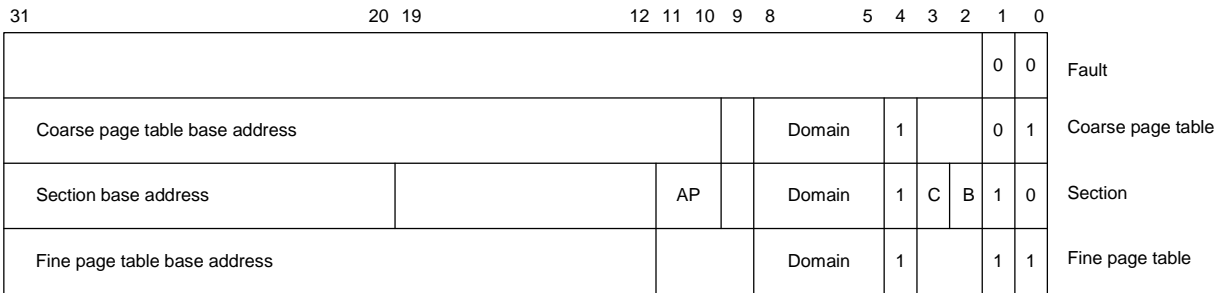 31 20 19 12 11 10 9 8 5 4 3 2 1 0
0 0 Fault
Coarse page table base address Domain 1 0 1 Coarse page table
Section base address AP Domain 1 C B 1 0 Section
Fine page table base address Domain 1 1 1 Fine page table